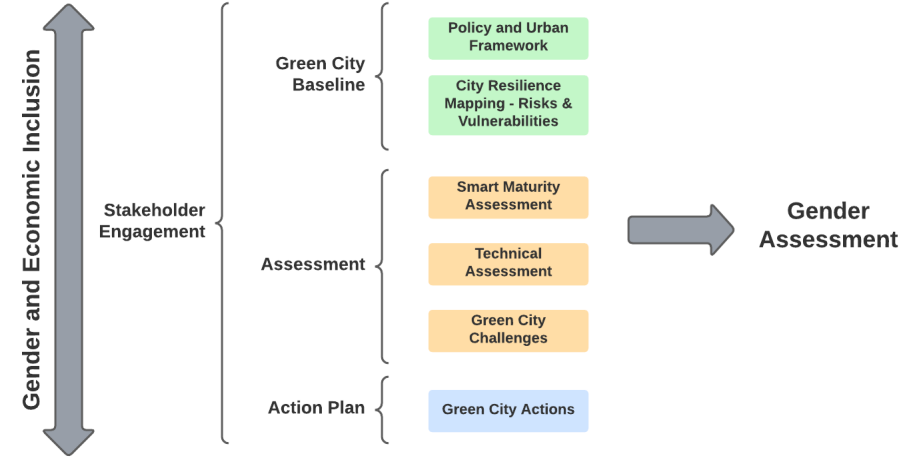 Gender and Economic Inclusion
Stakeholder
Engagement
Green City
Baseline
Policy and Urban
Framework
City Resilience
Mapping - Risks &
Vulnerabilities
Assessment
Smart Maturity
Assessment
Technical
Assessment
Green City
Challenges
Action Plan
Green City Actions
Gender
Assessment